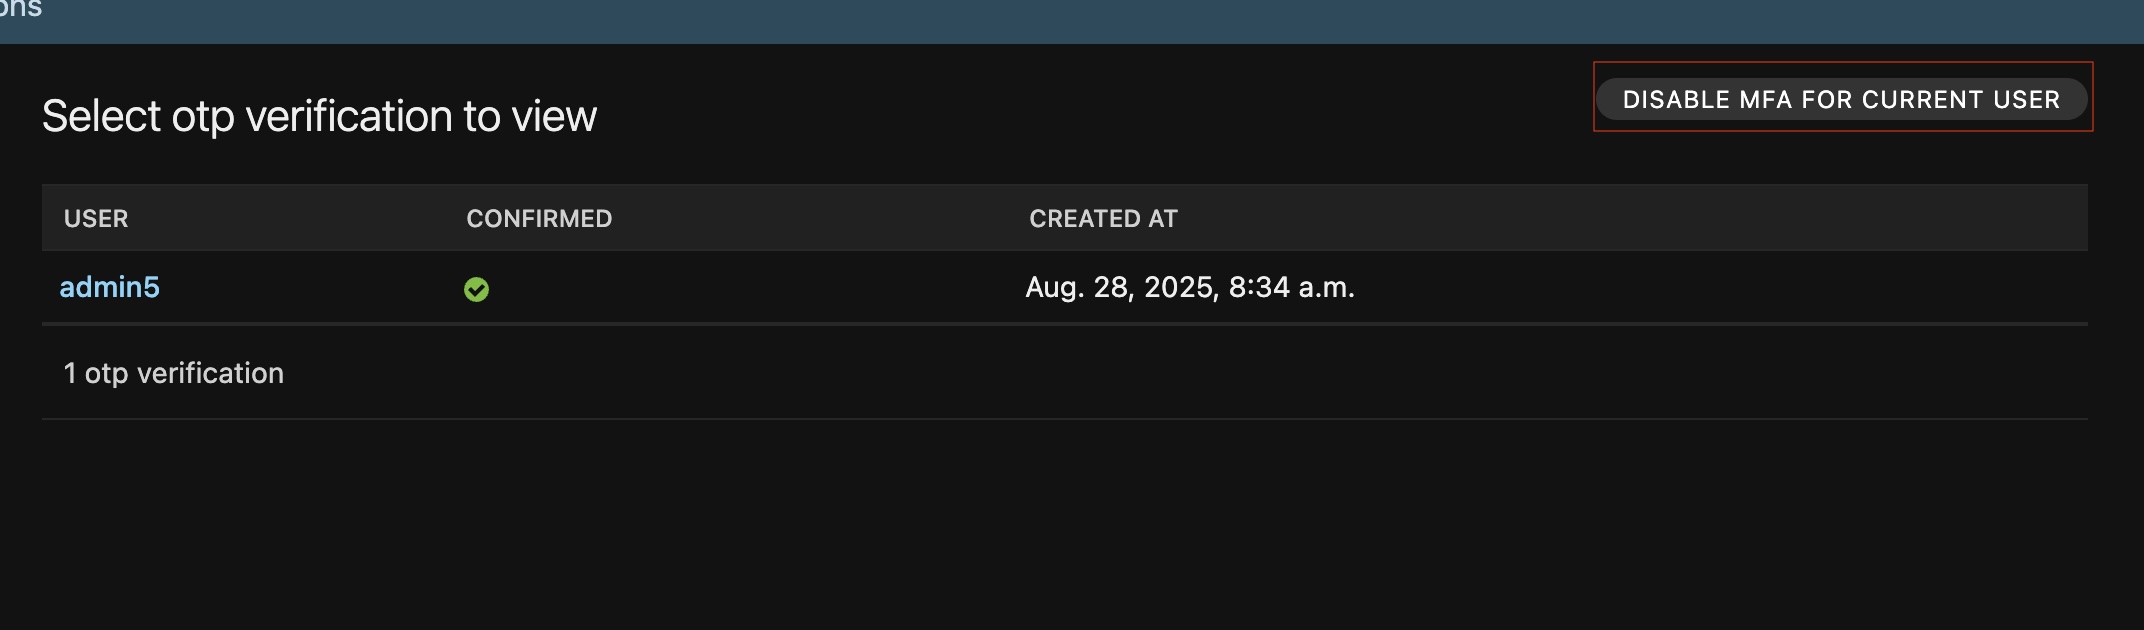 Select otp verification to view
DISABLE MFA FOR CURRENT USER
USER CONFIRMED CREATED AT
admin5 Aug. 28, 2025, 8:34 a.m.
1 otp verification